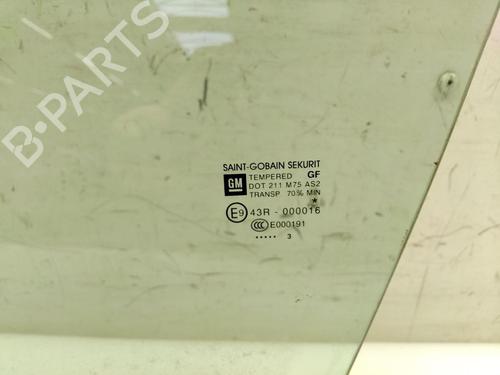 B-PARTS
SAINT-GOBAIN SEKURIT
GM TEMPERED GF
DOT 211 M75 AS2
TRANSP 70% MIN
E9 43R - 000016
CCC E000191
..... 3